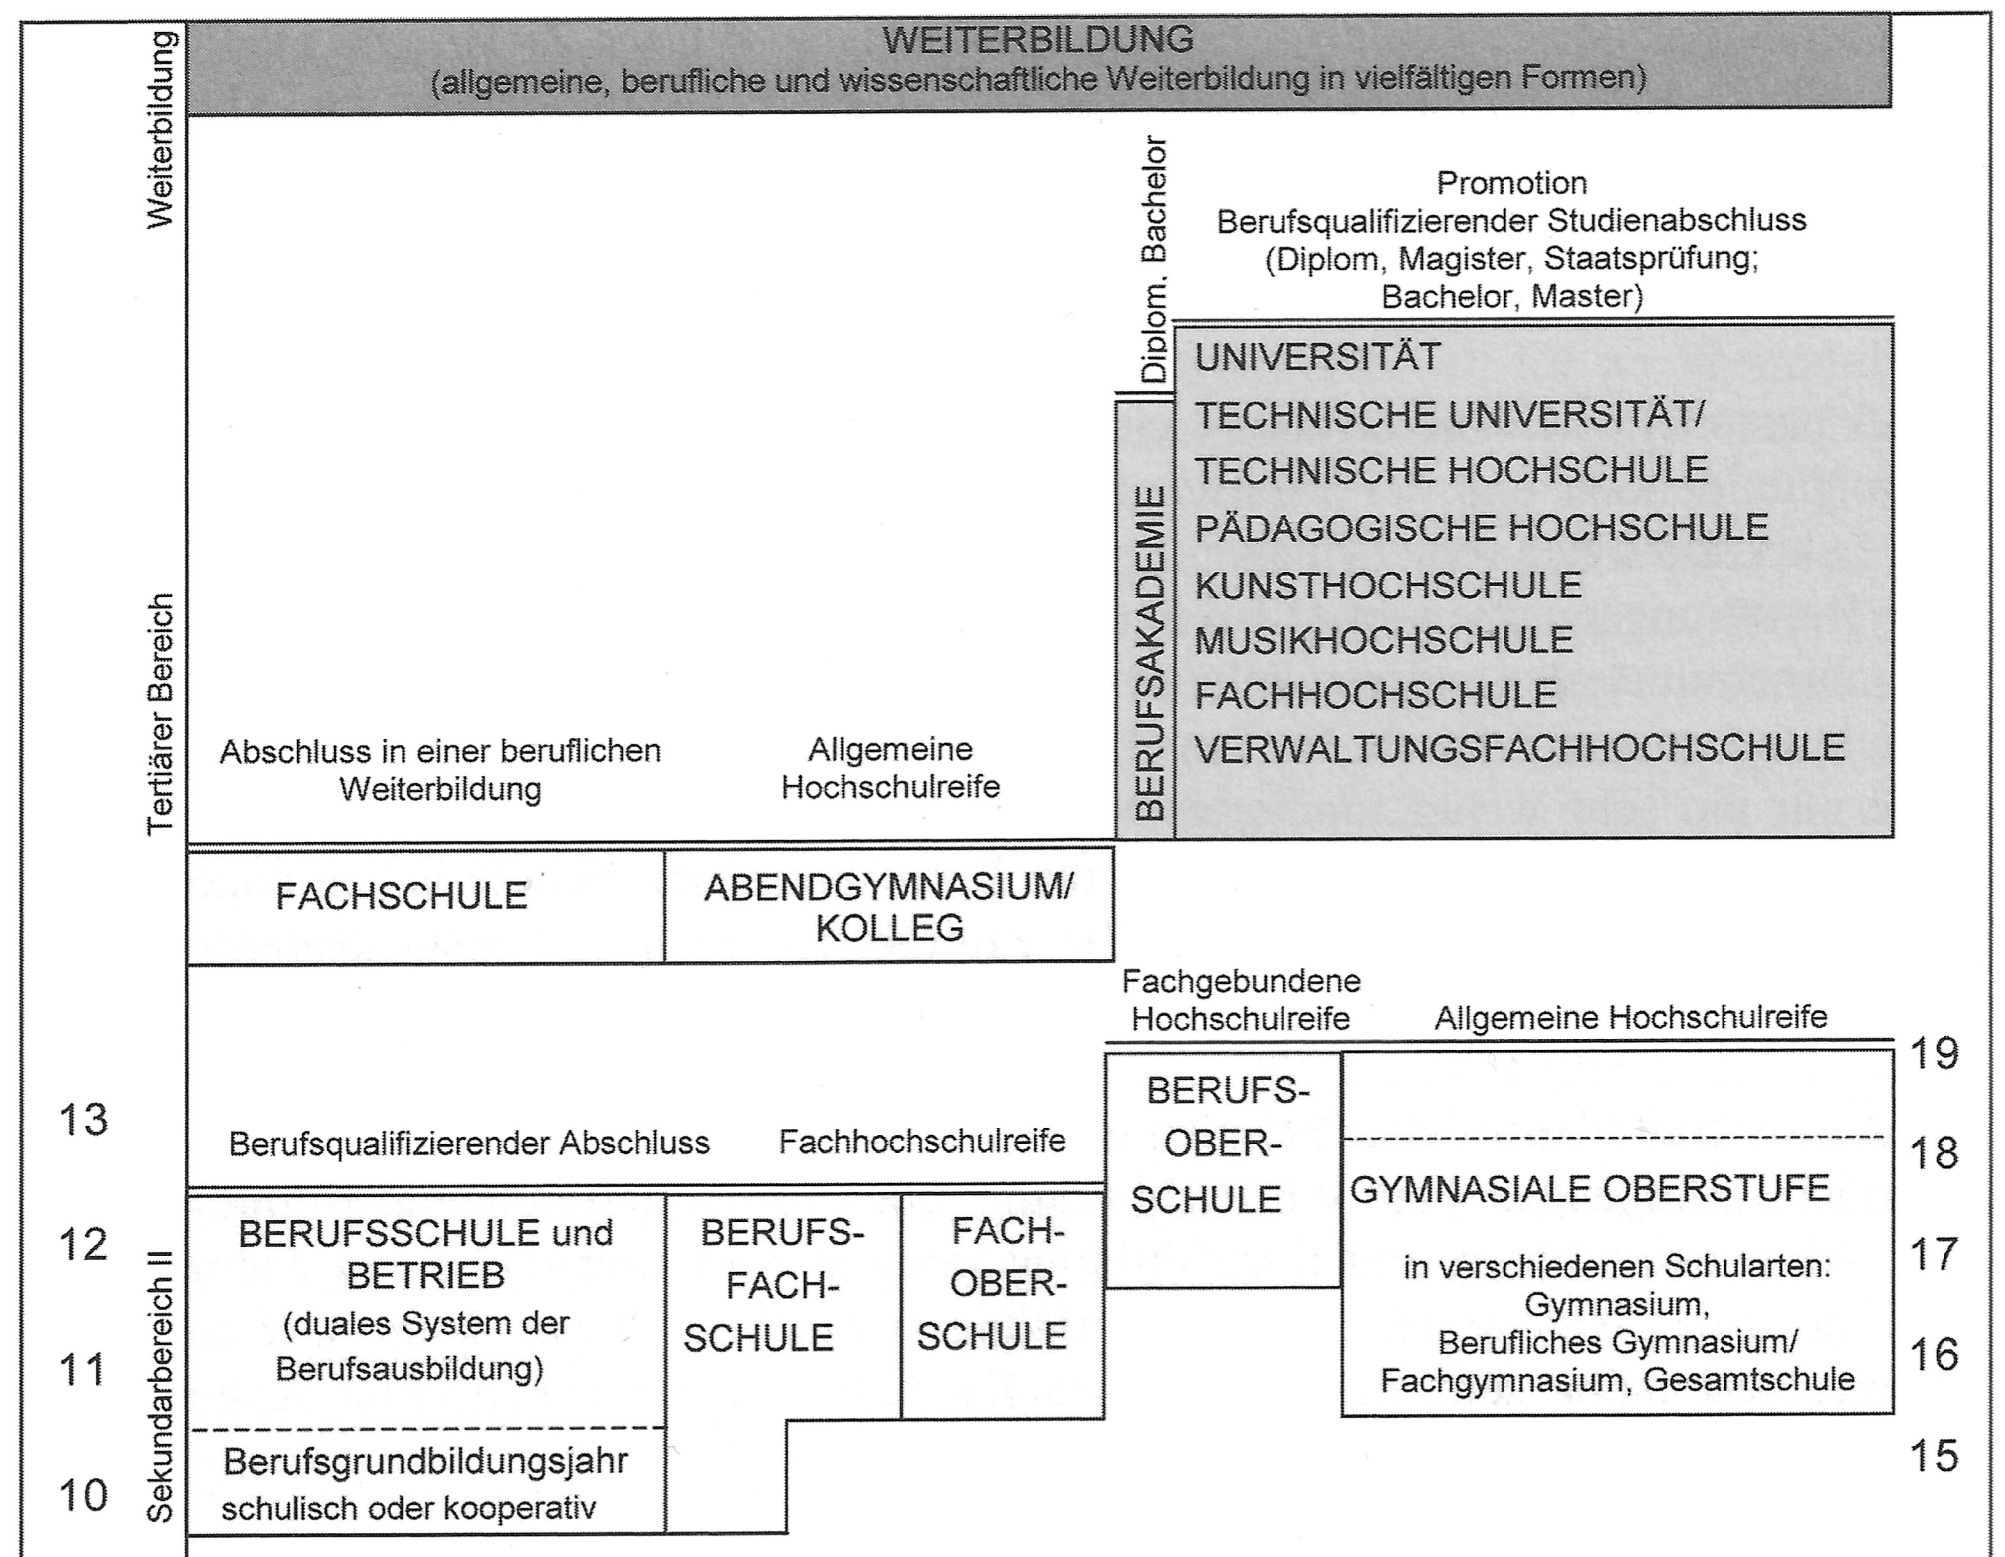 WEITERBILDUNG
(allgemeine, berufliche und wissenschaftliche Weiterbildung in vielfältigen Formen)
Weiterbildung
Diplom, Bachelor
Promotion
Berufsqualifizierender Studienabschluss
(Diplom, Magister, Staatsprüfung;
Bachelor, Master)
Tertiärer Bereich
BERUFSAKADEMIE
UNIVERSITÄT
TECHNISCHE UNIVERSITÄT/
TECHNISCHE HOCHSCHULE
PÄDAGOGISCHE HOCHSCHULE
KUNSTHOCHSCHULE
MUSIKHOCHSCHULE
FACHHOCHSCHULE
VERWALTUNGSFACHHOCHSCHULE
Abschluss in einer beruflichen
Weiterbildung
Allgemeine
Hochschulreife
FACHSCHULE
ABENDGYMNASIUM/
KOLLEG
Fachgebundene
Hochschulreife
Allgemeine Hochschulreife
13
12
11
10
Sekundarbereich II
Berufsqualifizierender Abschluss
Fachhochschulreife
BERUFSSCHULE und
BETRIEB
(duales System der
Berufsausbildung)
Berufsgrundbildungsjahr
schulisch oder kooperativ
BERUFS-
FACH-
SCHULE
FACH-
OBER-
SCHULE
BERUFS-
OBER-
SCHULE
GYMNASIALE OBERSTUFE
in verschiedenen Schularten:
Gymnasium,
Berufliches Gymnasium/
Fachgymnasium, Gesamtschule
19
18
17
16
15